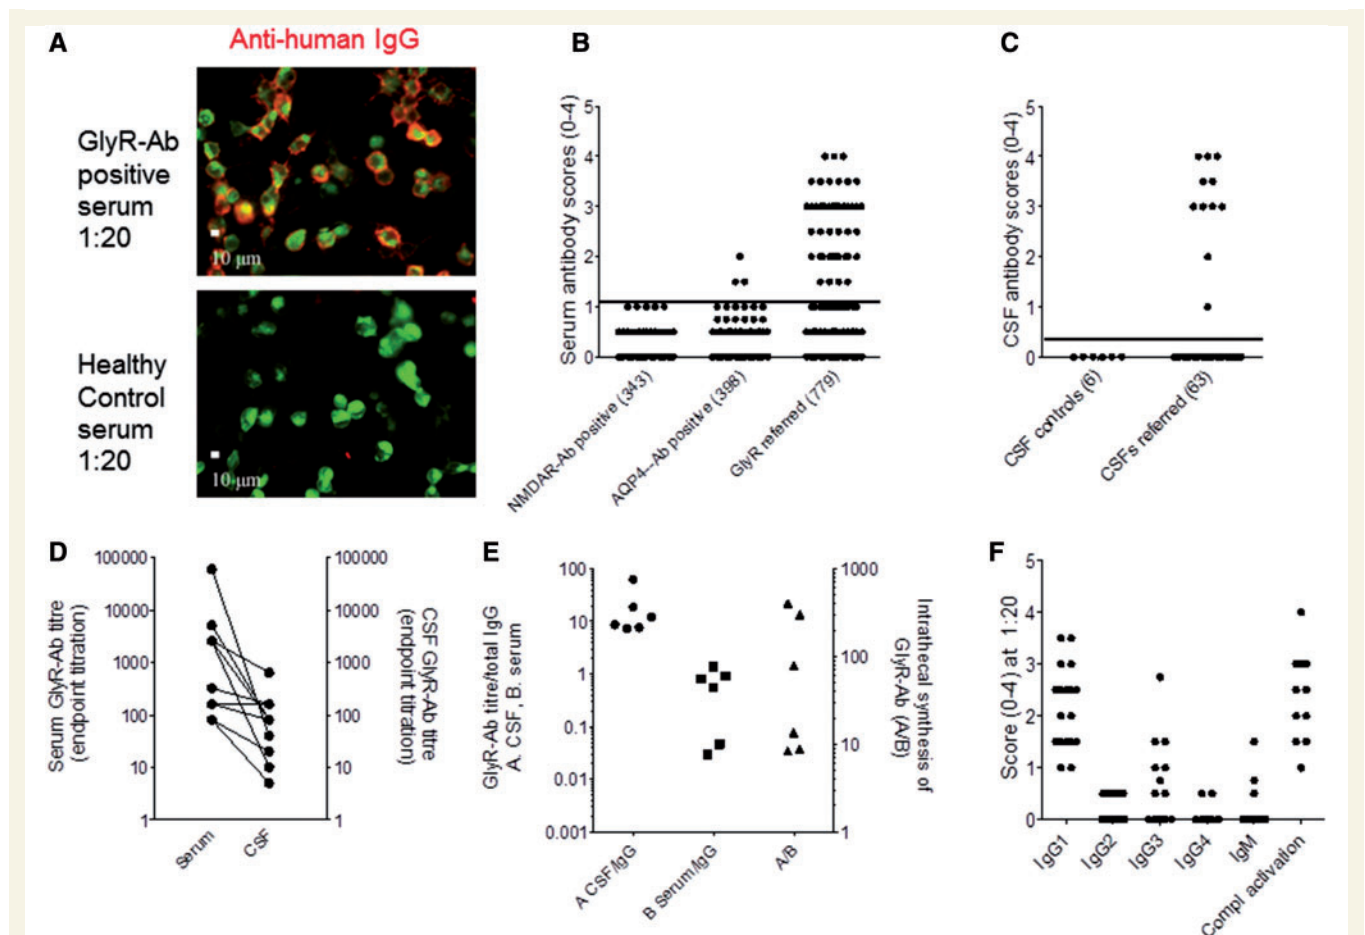 A
Anti-human IgG
GlyR-Ab
positive
serum
1:20
10 μm
Healthy
Control
serum
1:20
10 μm
B
Serum antibody scores (0-4)
5
4
3
2
1
0
NMDAR-Ab positive (343)
AQP4--Ab positive (398)
GlyR referred (779)
C
CSF antibody scores (0-4)
5
4
3
2
1
0
CSF controls (6)
CSFs referred (63)
D
Serum GlyR-Ab titre
(endpoint titration)
100000
10000
1000
100
10
1
Serum
CSF
100000
10000
1000
100
10
1
CSF GlyR-Ab titre
(endpoint titration)
E
GlyR-Ab titre/total IgG
A. CSF, B. serum
100
10
1
0.1
0.01
0.001
A CSF/IgG
B Serum/IgG
A/B
1000
100
10
1
Intrathecal synthesis of
GlyR-Ab (A/B)
F
Score (0-4) at 1:20
5
4
3
2
1
0
IgG1
IgG2
IgG3
IgG4
IgM
Compl activation